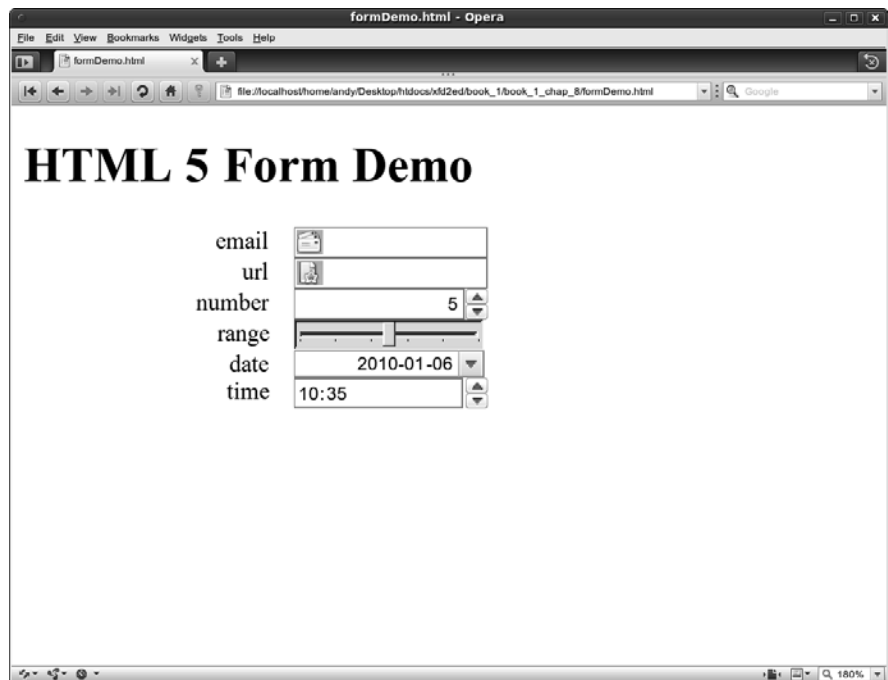 formDemo.html - Opera
File Edit View Bookmarks Widgets Tools Help
formDemo.html
file://localhost/home/andy/Desktop/htdocs/xfd2ed/book_1/book_1_chap_8/formDemo.html
Google
HTML 5 Form Demo
email
url
number 5
range
date 2010-01-06
time 10:35
180%